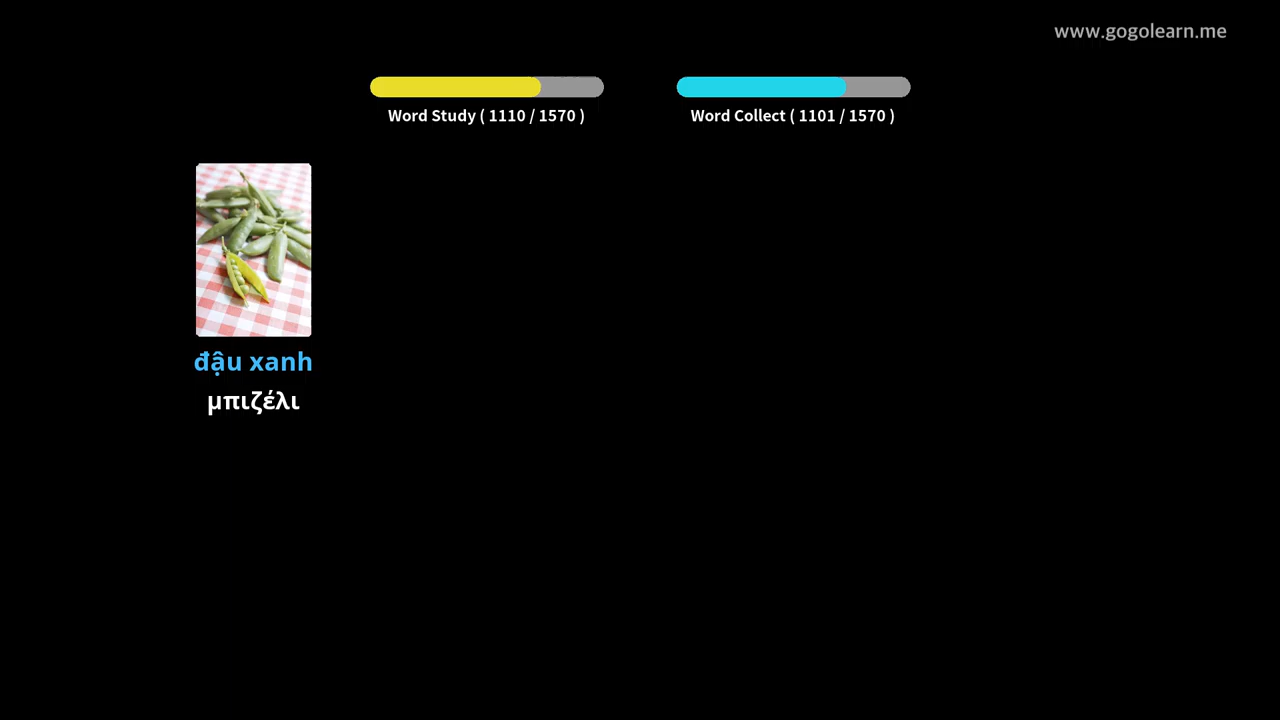 www.gogolearn.me
Word Study ( 1110 / 1570 )
Word Collect ( 1101 / 1570 )
đậu xanh
μπιζέλι